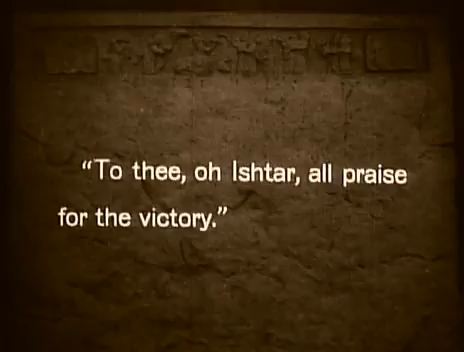 “To thee, oh Ishtar, all praise
for the victory.”